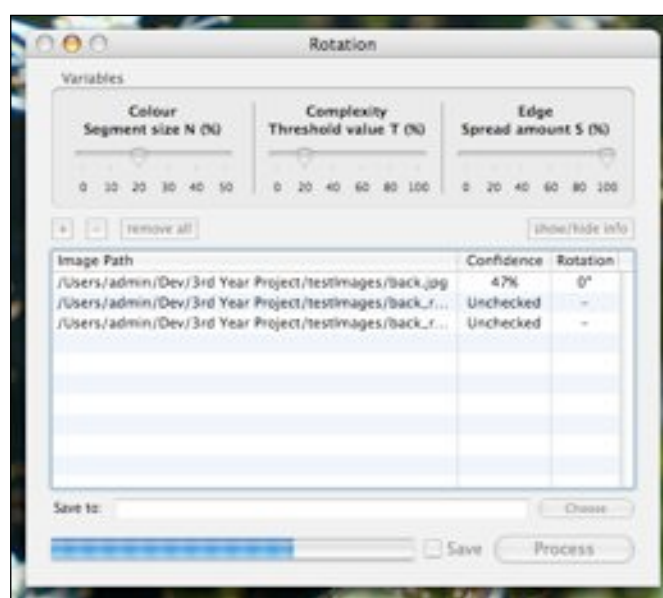 Rotation
Variables
Colour
Segment size N (%)
Complexity
Threshold value T (%)
Edge
Spread amount S (%)
0 10 20 30 40 50
0 20 40 60 80 100
0 20 40 60 80 100
+ - remove all show/hide info
Image Path Confidence Rotation
/Users/admin/Dev/3rd Year Project/testImages/back.jpg 47% 0°
/Users/admin/Dev/3rd Year Project/testImages/back_r... Unchecked -
/Users/admin/Dev/3rd Year Project/testImages/back_r... Unchecked -
Save to: Choose
Save Process